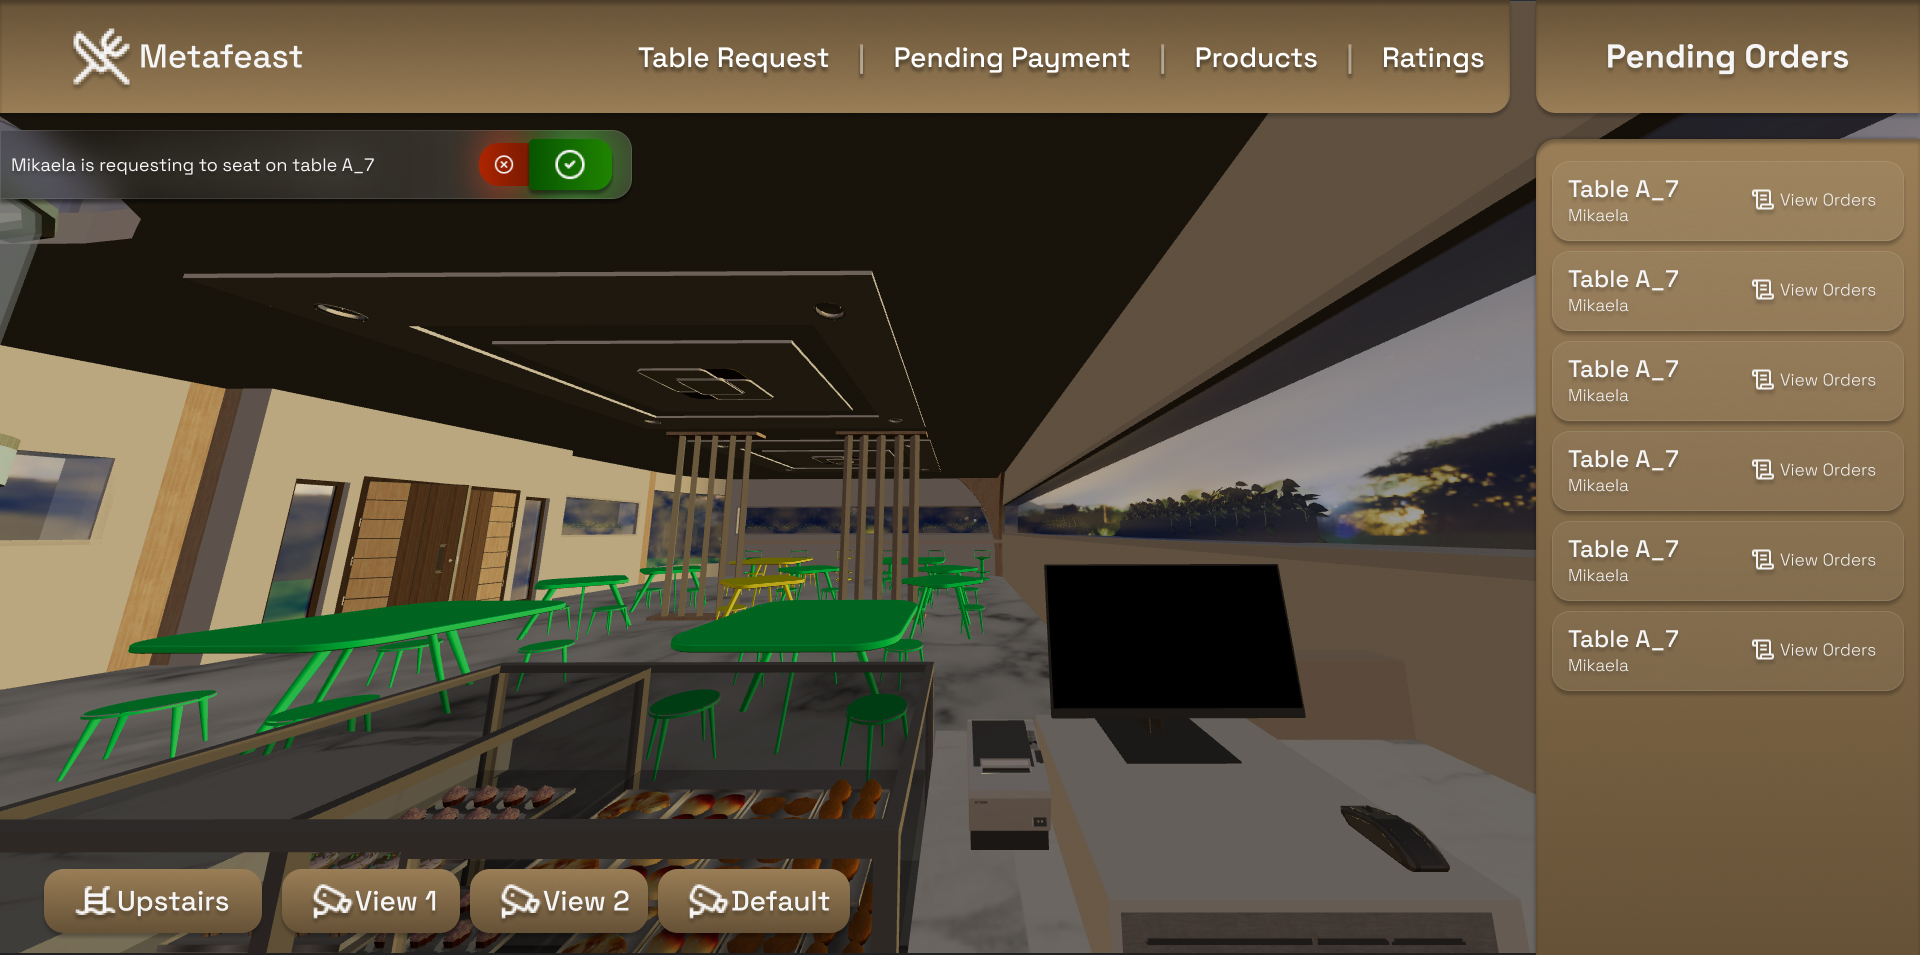 Metafeast
Table Request | Pending Payment | Products | Ratings
Pending Orders
Mikaela is requesting to seat on table A_7
Table A_7
Mikaela
View Orders
Table A_7
Mikaela
View Orders
Table A_7
Mikaela
View Orders
Table A_7
Mikaela
View Orders
Table A_7
Mikaela
View Orders
Table A_7
Mikaela
View Orders
Upstairs
View 1
View 2
Default